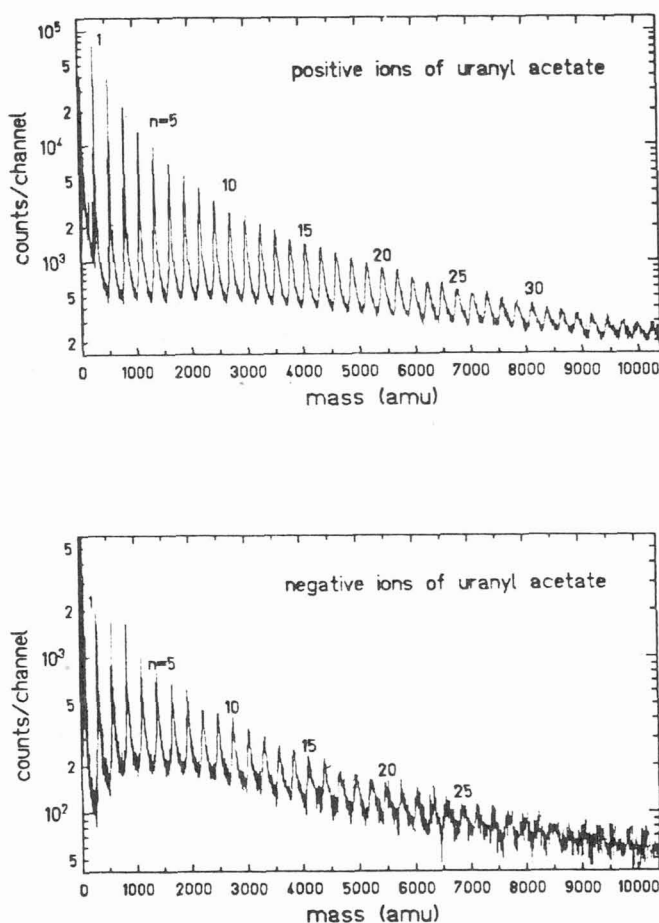 10⁵
5
2
10⁴
5
2
10³
5
2
counts/channel
1
positive ions of uranyl acetate
n=5
10
15
20
25
30
0 1000 2000 3000 4000 5000 6000 7000 8000 9000 10000
mass (amu)
5
2
10³
5
2
10²
5
counts/channel
1
negative ions of uranyl acetate
n=5
10
15
20
25
0 1000 2000 3000 4000 5000 6000 7000 8000 9000 10000
mass (amu)